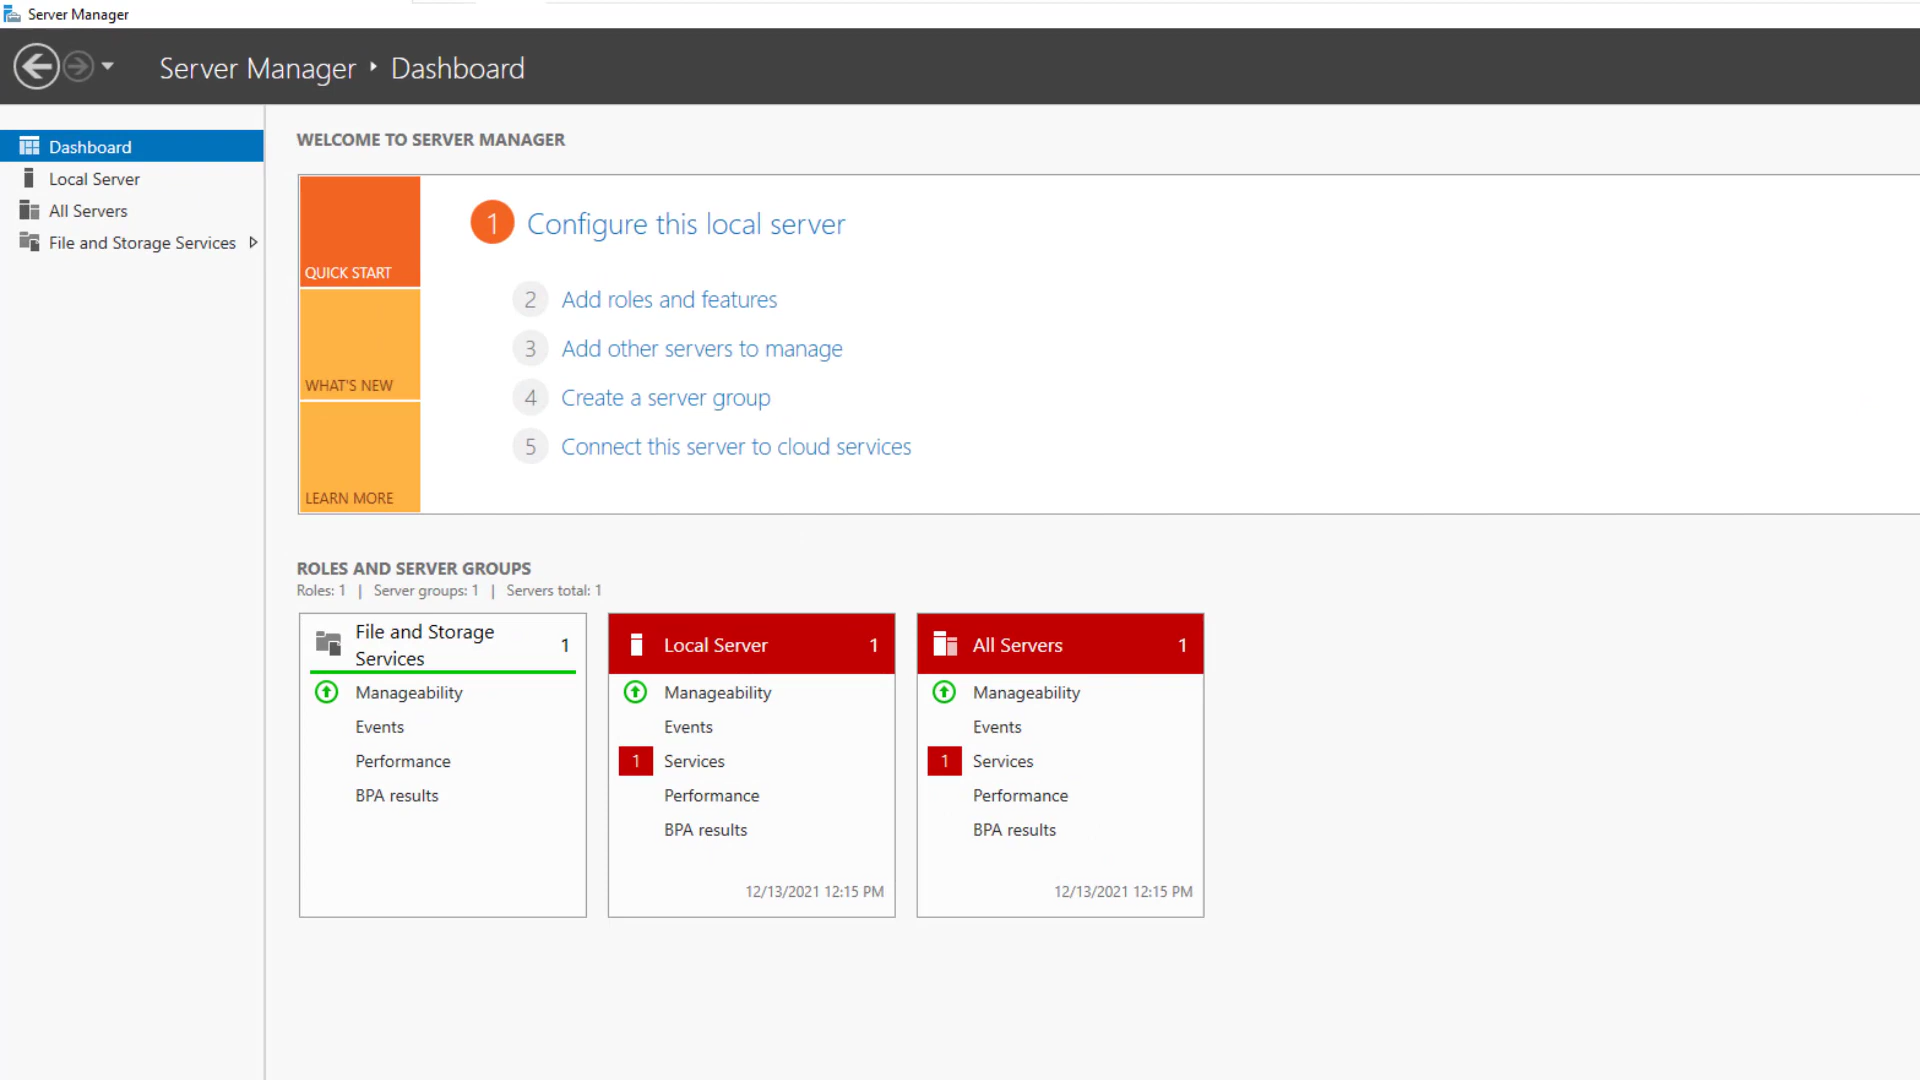 Server Manager
Server Manager ‣ Dashboard
Dashboard
Local Server
All Servers
File and Storage Services
WELCOME TO SERVER MANAGER
QUICK START
WHAT'S NEW
LEARN MORE
1 Configure this local server
2 Add roles and features
3 Add other servers to manage
4 Create a server group
5 Connect this server to cloud services
ROLES AND SERVER GROUPS
Roles: 1 | Server groups: 1 | Servers total: 1
File and Storage
Services 1
Manageability
Events
Performance
BPA results
Local Server 1
Manageability
Events
1 Services
Performance
BPA results
12/13/2021 12:15 PM
All Servers 1
Manageability
Events
1 Services
Performance
BPA results
12/13/2021 12:15 PM